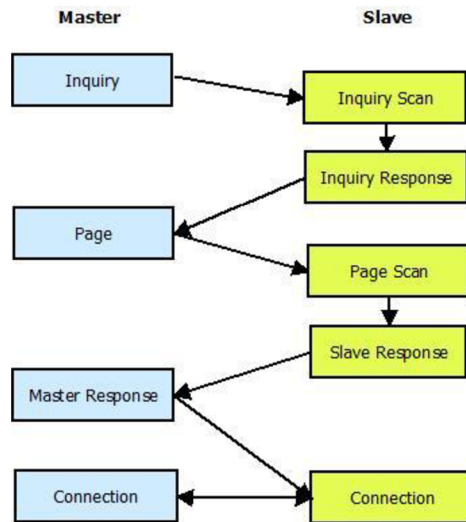 Master Slave
Inquiry
Inquiry Scan
Inquiry Response
Page
Page Scan
Slave Response
Master Response
Connection Connection